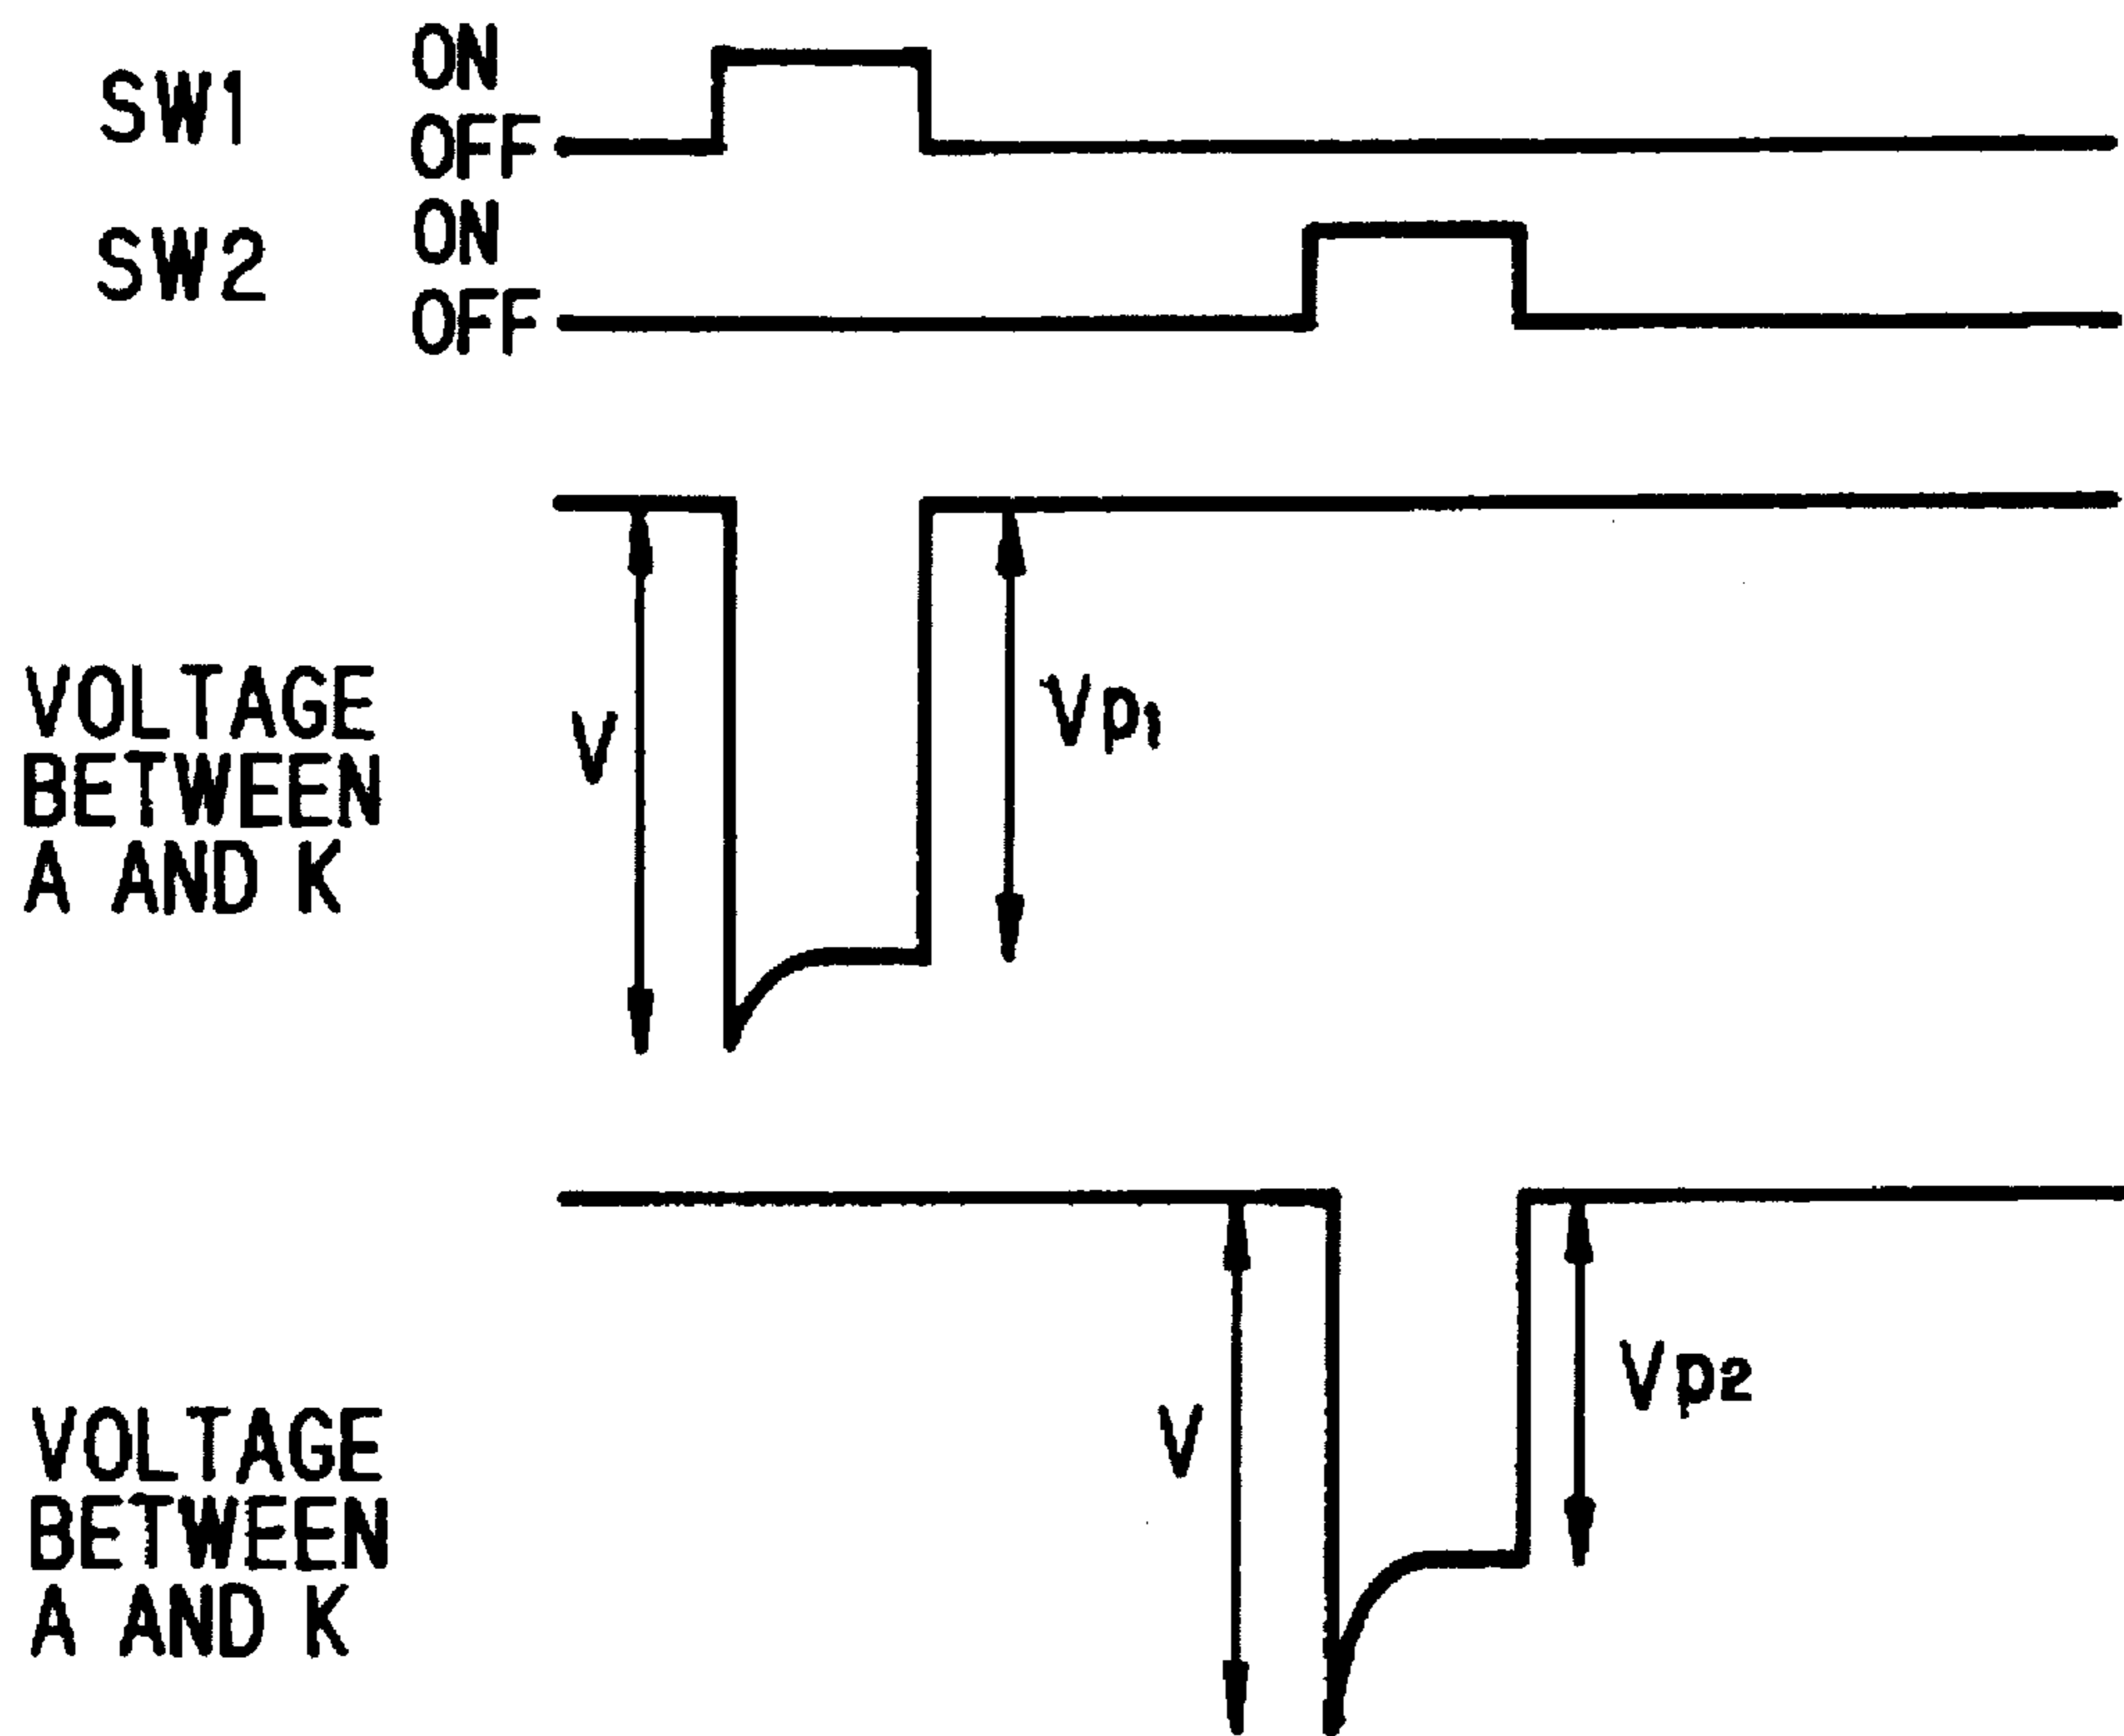 SW1
ON
OFF
SW2
ON
OFF
VOLTAGE
BETWEEN
A AND K
V
Vp1
VOLTAGE
BETWEEN
A AND K
V
Vp2